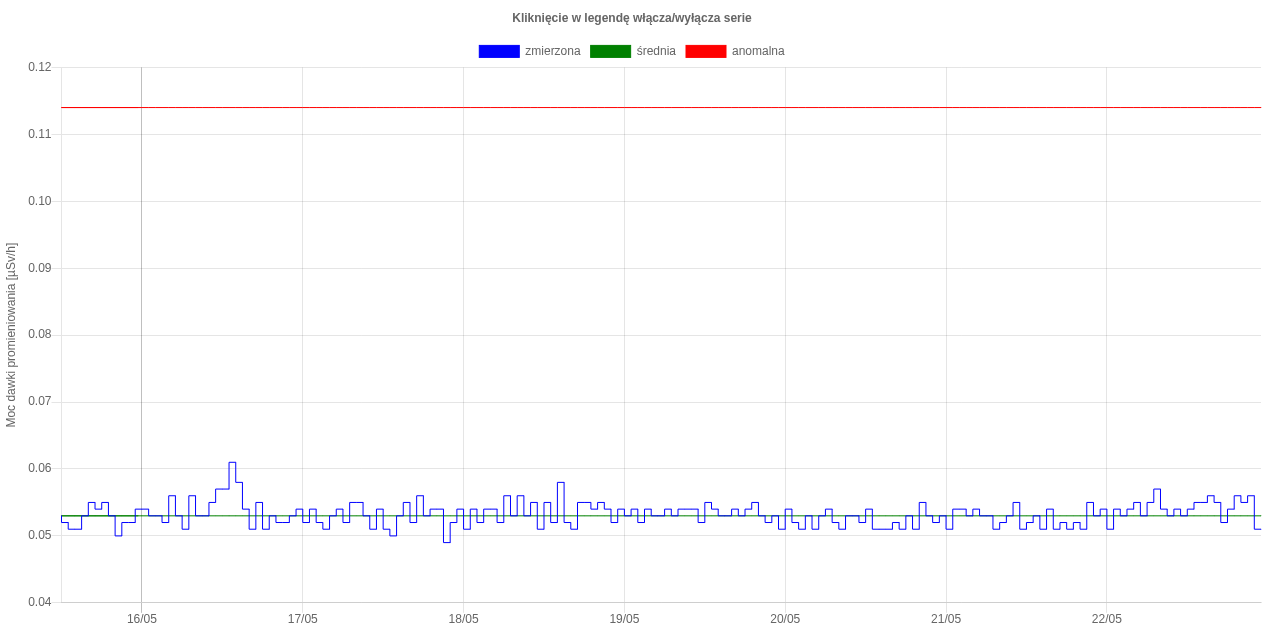 Kliknięcie w legendę włącza/wyłącza serie
zmierzona średnia anomalna
Moc dawki promieniowania [µSv/h]
0.12
0.11
0.10
0.09
0.08
0.07
0.06
0.05
0.04
16/05 17/05 18/05 19/05 20/05 21/05 22/05